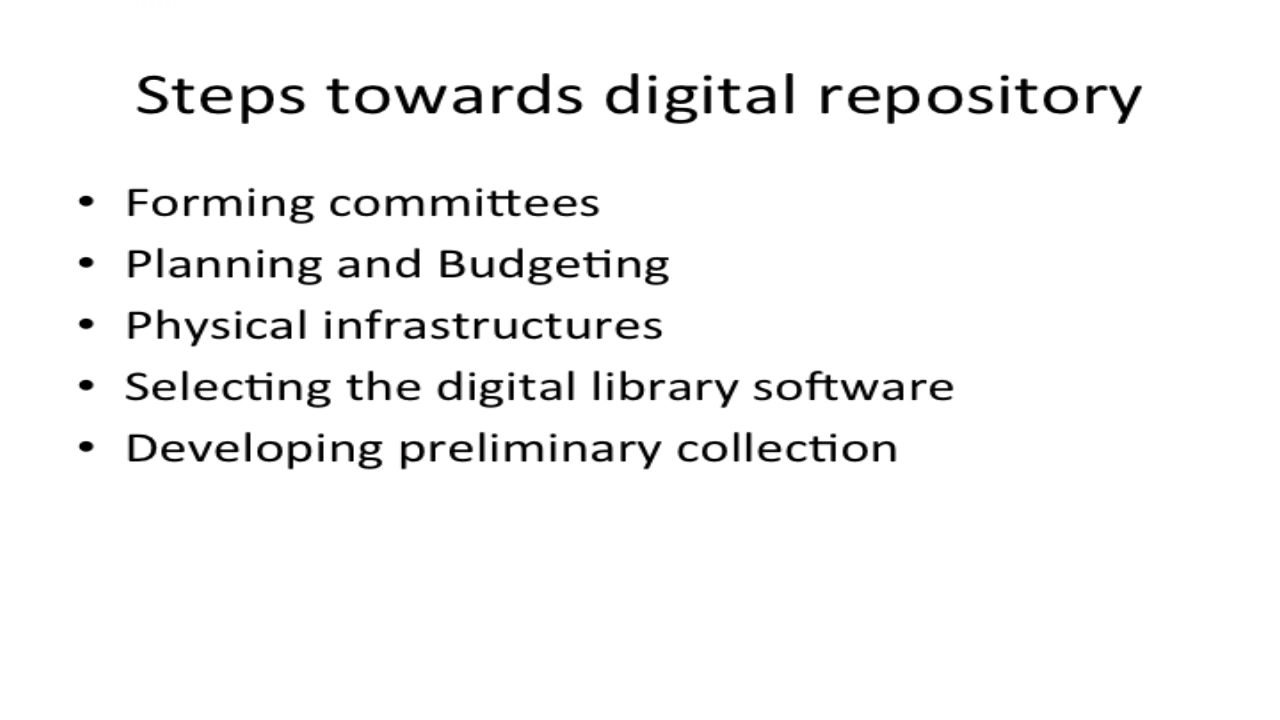 Steps towards digital repository
• Forming committees
• Planning and Budgeting
• Physical infrastructures
• Selecting the digital library software
• Developing preliminary collection